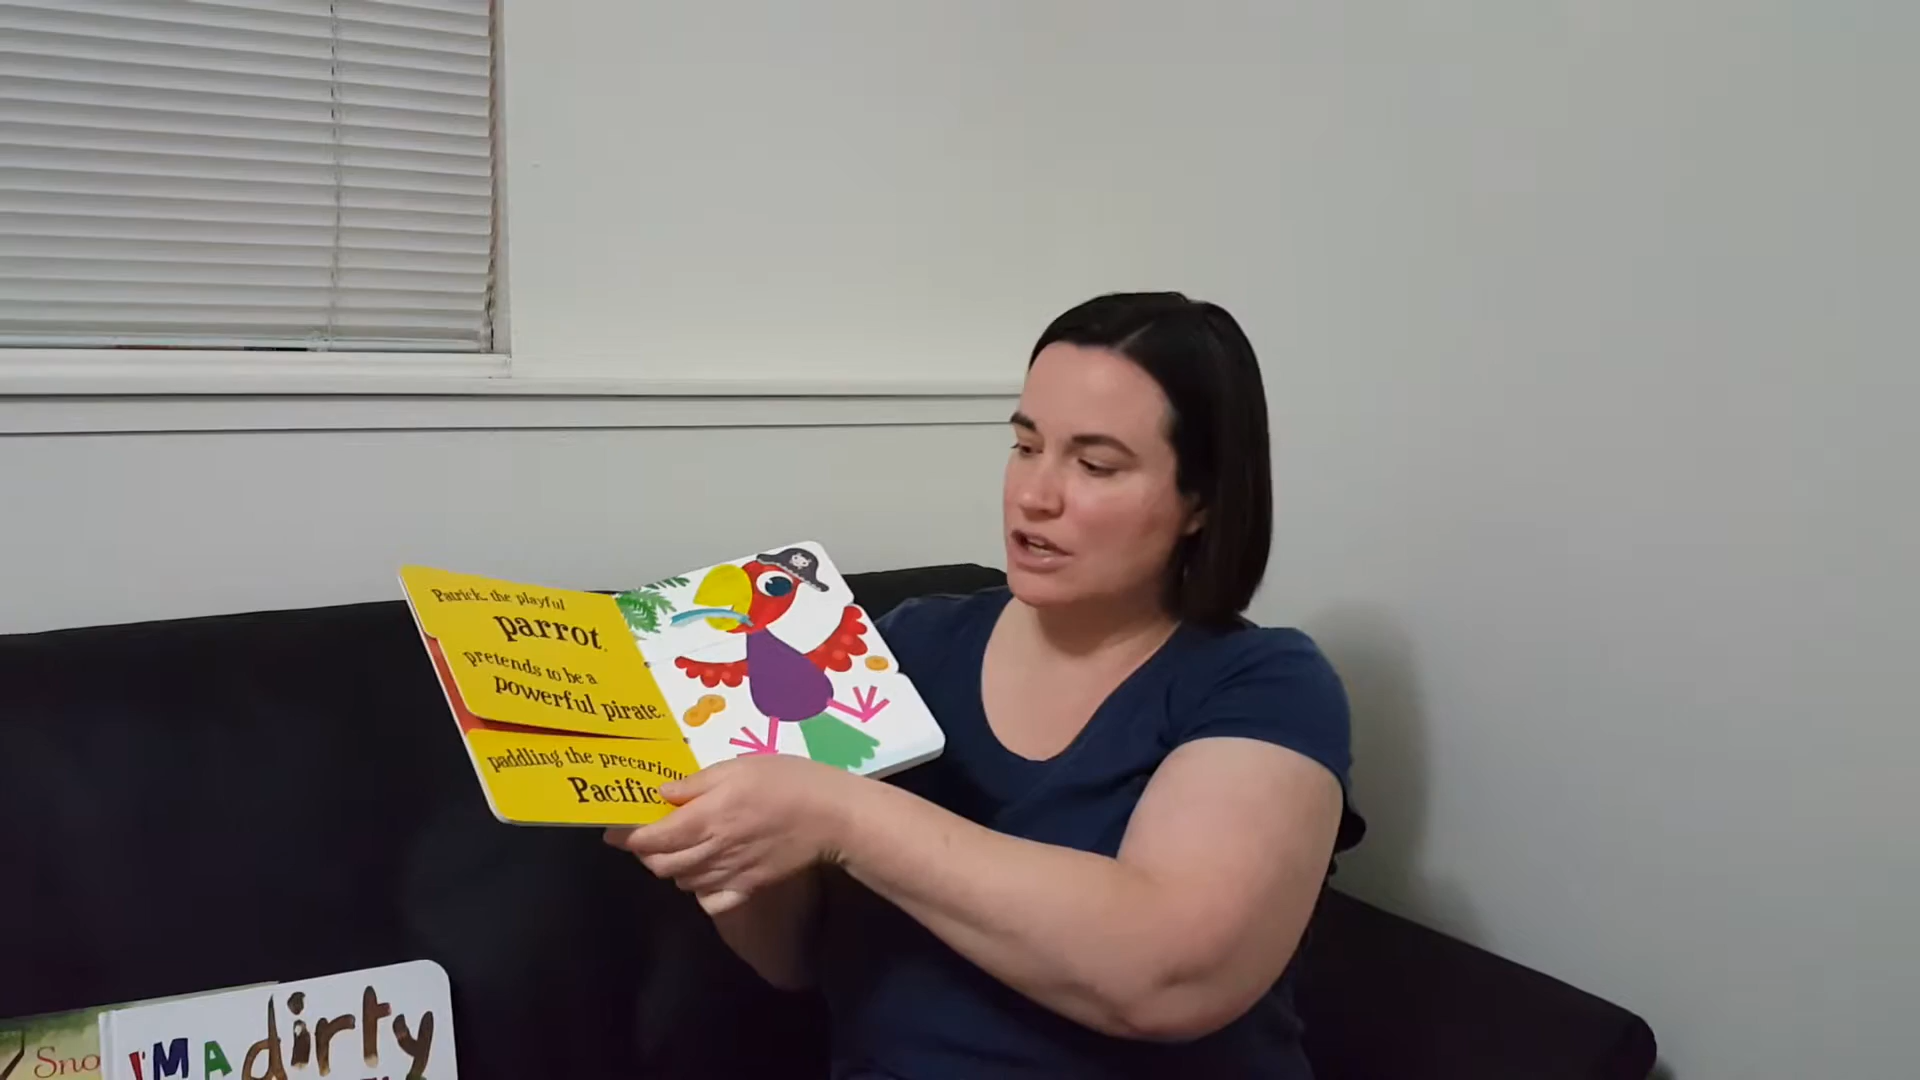 Patrick, the playful
parrot,
pretends to be a
powerful pirate,
paddling the precarious
Pacific.
Sno
I'M A dirty